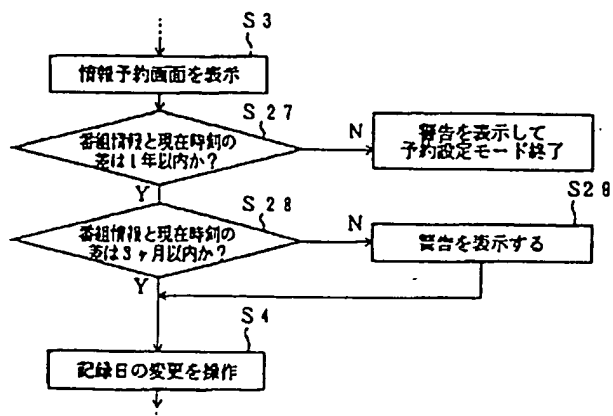 S3
情報予約画面を表示
S27
番組情報と現在時刻の
差は1年以内か?
N
警告を表示して
予約設定モード終了
Y
S28
番組情報と現在時刻の
差は3ヶ月以内か?
N
S29
警告を表示する
Y
S4
記録日の変更を操作